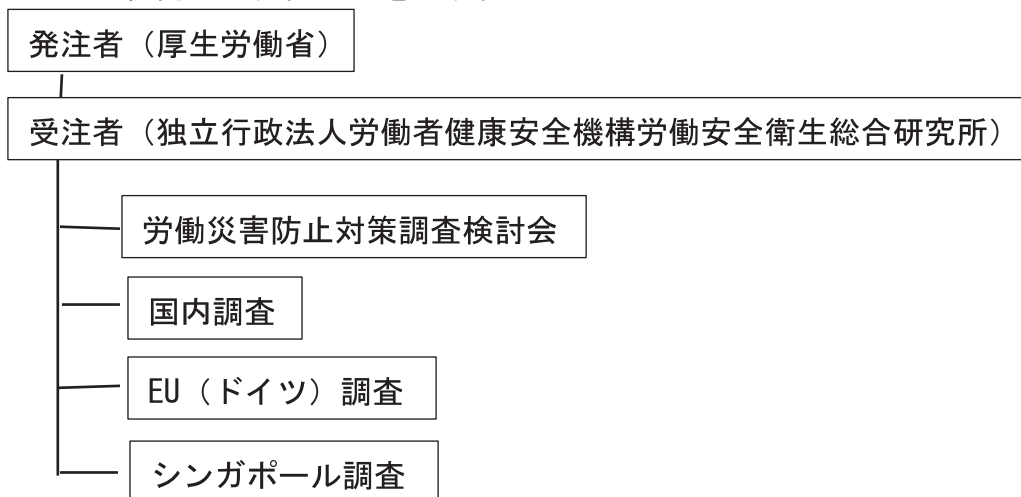 発注者（厚生労働省）
受注者（独立行政法人労働者健康安全機構労働安全衛生総合研究所）
労働災害防止対策調査検討会
国内調査
EU（ドイツ）調査
シンガポール調査